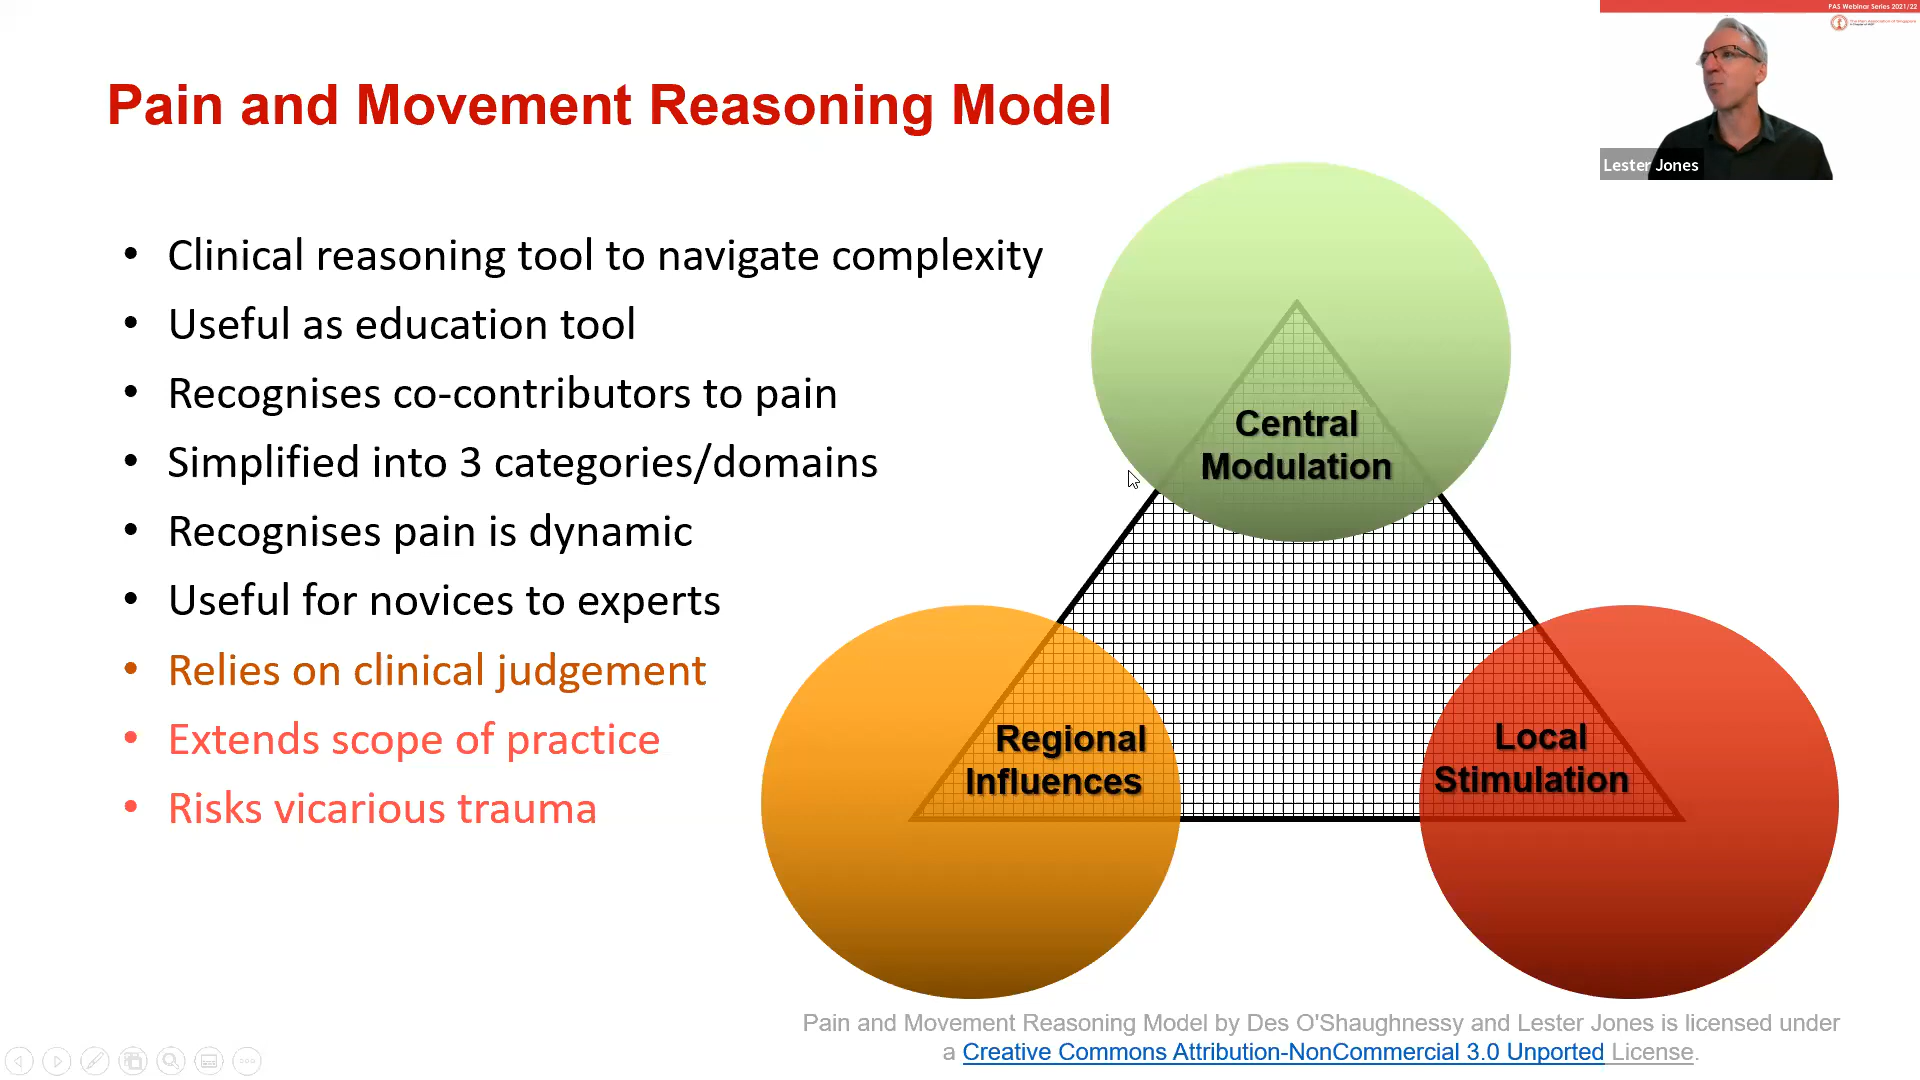 PAS Webinar Series 2021/22
Pain and Movement Reasoning Model
Lester Jones
• Clinical reasoning tool to navigate complexity
• Useful as education tool
• Recognises co-contributors to pain
• Simplified into 3 categories/domains
• Recognises pain is dynamic
• Useful for novices to experts
• Relies on clinical judgement
• Extends scope of practice
• Risks vicarious trauma
Central
Modulation
Regional
Influences
Local
Stimulation
Pain and Movement Reasoning Model by Des O'Shaughnessy and Lester Jones is licensed under
a Creative Commons Attribution-NonCommercial 3.0 Unported License.